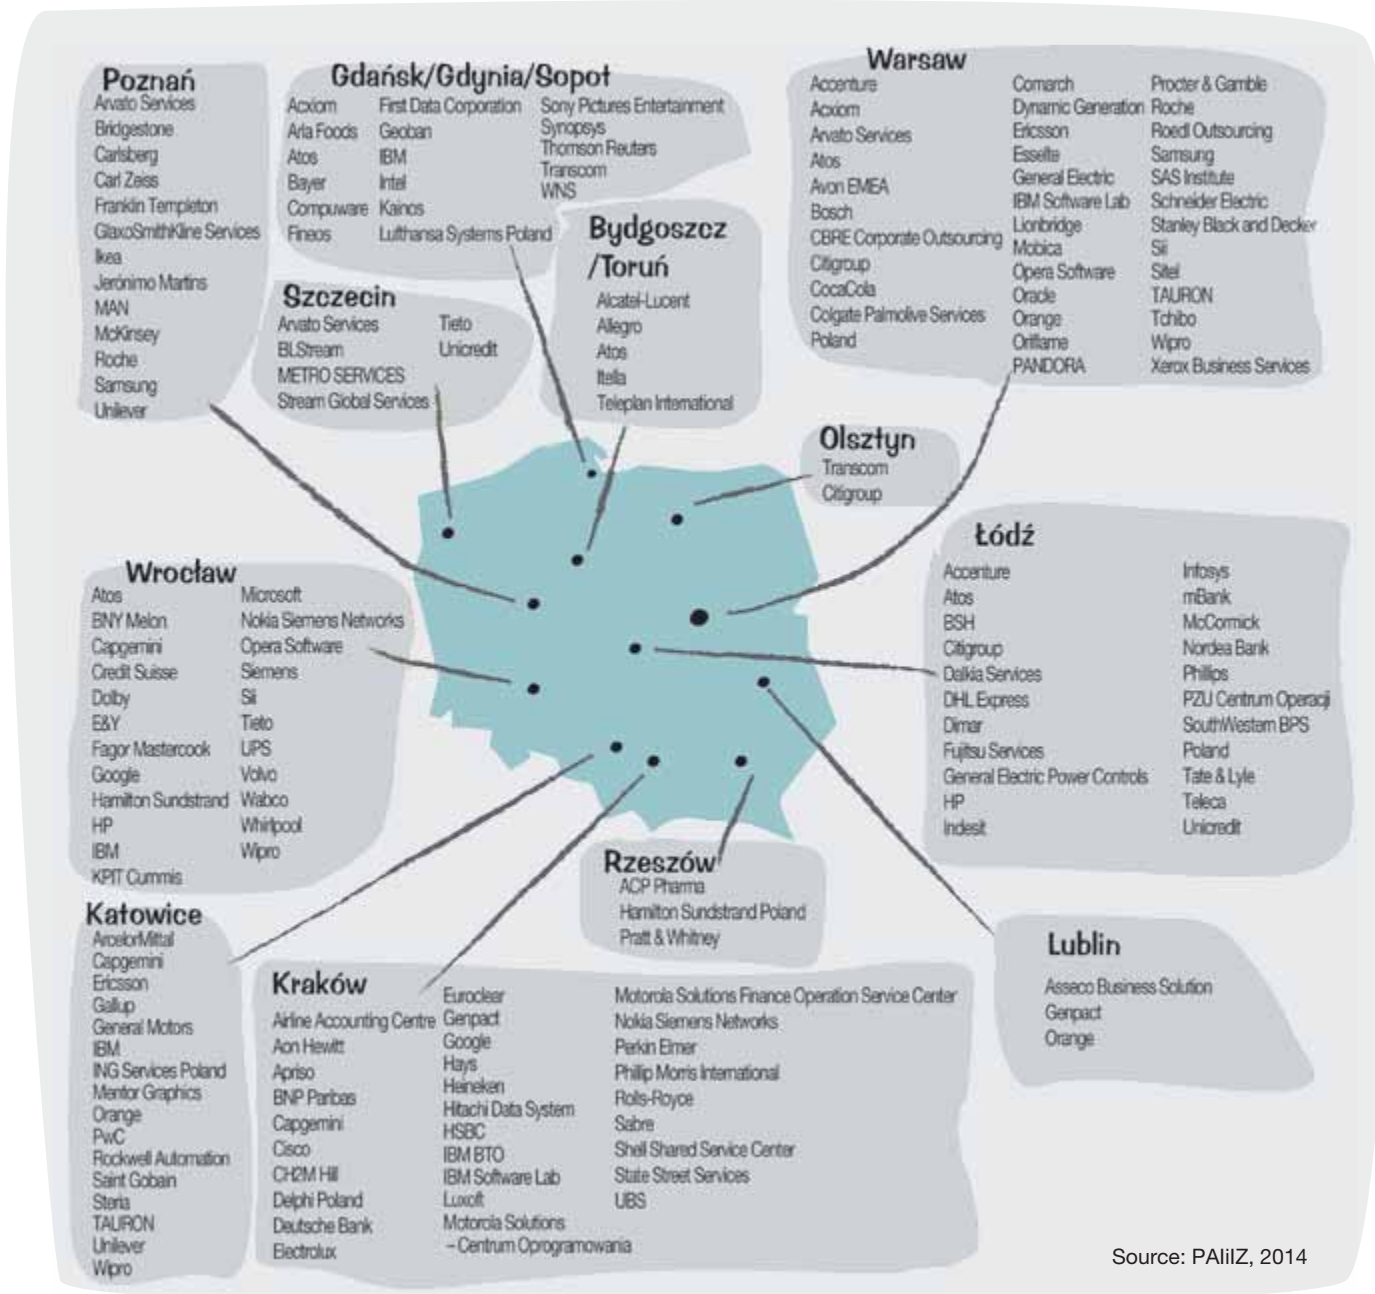 Poznań
Arvato Services
Bridgestone
Carlsberg
Carl Zeiss
Franklin Templeton
GlaxoSmithKline Services
Ikea
Jerónimo Martins
MAN
McKinsey
Roche
Samsung
Unilever
Gdańsk/Gdynia/Sopot
Acxiom
Arla Foods
Atos
Bayer
Compuware
Fineos
First Data Corporation
Geoban
IBM
Intel
Kainos
Lufthansa Systems Poland
Sony Pictures Entertainment
Synopsys
Thomson Reuters
Transcom
WNS
Warsaw
Accenture
Acxiom
Arvato Services
Atos
Avon EMEA
Bosch
CBRE Corporate Outsourcing
Citigroup
CocaCola
Colgate Palmolive Services
Poland
Comarch
Dynamic Generation
Ericsson
Esselte
General Electric
IBM Software Lab
Lionbridge
Mobica
Opera Software
Oracle
Orange
Oriflame
PANDORA
Procter & Gamble
Roche
Roedl Outsourcing
Samsung
SAS Institute
Schneider Electric
Stanley Black and Decker
Sii
Sitel
TAURON
Tchibo
Wipro
Xerox Business Services
Szczecin
Arvato Services
BLStream
METRO SERVICES
Stream Global Services
Tieto
Unicredit
Bydgoszcz
/Toruń
Alcatel-Lucent
Allegro
Atos
Itella
Teleplan International
Olsztyn
Transcom
Citigroup
Łódź
Accenture
Atos
BSH
Citigroup
Dalkia Services
DHL Express
Dimar
Fujitsu Services
General Electric Power Controls
HP
Indesit
Infosys
mBank
McCormick
Nordea Bank
Phillips
PZU Centrum Operacji
SouthWestern BPS
Poland
Tate & Lyle
Teleca
Unicredit
Wrocław
Atos
BNY Melon
Capgemini
Credit Suisse
Dolby
E&Y
Fagor Mastercook
Google
Hamilton Sundstrand
HP
IBM
KPIT Cummis
Microsoft
Nokia Siemens Networks
Opera Software
Siemens
Sii
Tieto
UPS
Volvo
Wabco
Whirlpool
Wipro
Rzeszów
ACP Pharma
Hamilton Sundstrand Poland
Pratt & Whitney
Katowice
ArcelorMittal
Capgemini
Ericsson
Gallup
General Motors
IBM
ING Services Poland
Mentor Graphics
Orange
PwC
Rockwell Automation
Saint Gobain
Steria
TAURON
Unilever
Wipro
Kraków
Airline Accounting Centre
Aon Hewitt
Apriso
BNP Paribas
Capgemini
Cisco
CH2M Hill
Delphi Poland
Deutsche Bank
Electrolux
Euroclear
Genpact
Google
Hays
Heineken
Hitachi Data System
HSBC
IBM BTO
IBM Software Lab
Luxoft
Motorola Solutions
– Centrum Oprogramowania
Motorola Solutions Finance Operation Service Center
Nokia Siemens Networks
Perkin Elmer
Phillip Morris International
Rolls-Royce
Sabre
Shell Shared Service Center
State Street Services
UBS
Lublin
Asseco Business Solution
Genpact
Orange
Source: PAIiIZ, 2014